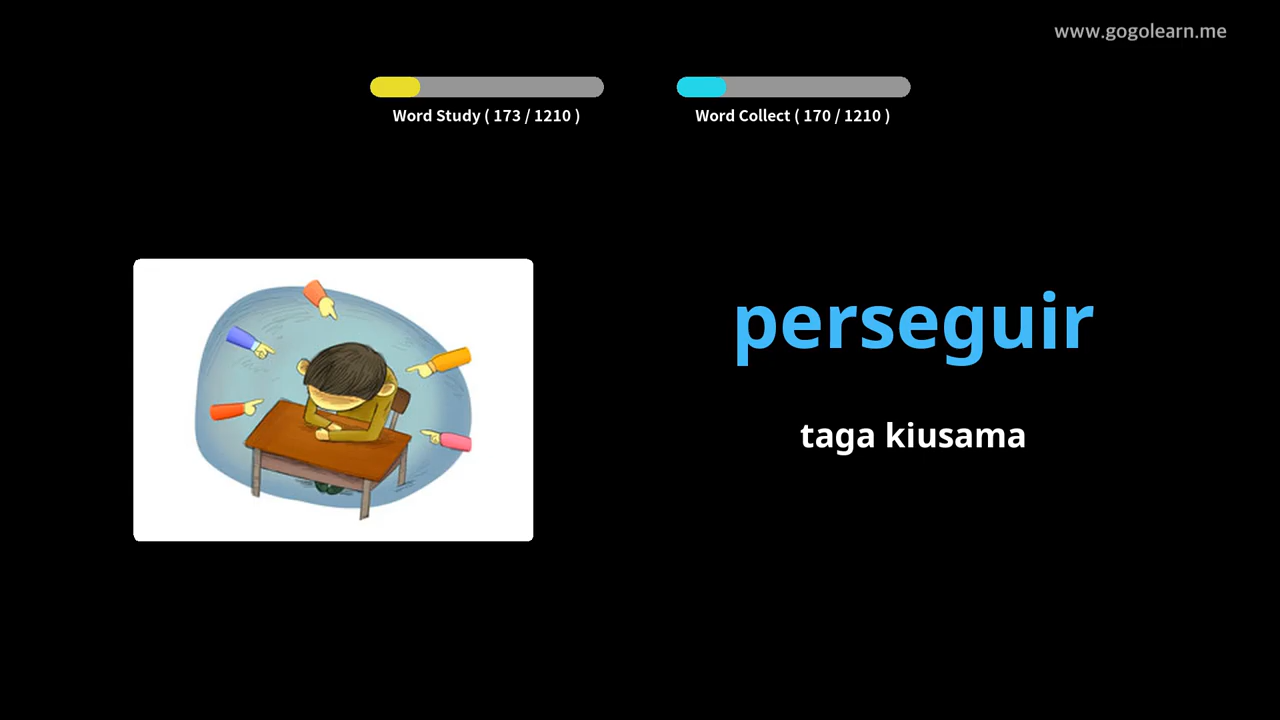 www.gogolearn.me
Word Study ( 173 / 1210 )
Word Collect ( 170 / 1210 )
perseguir
taga kiusama